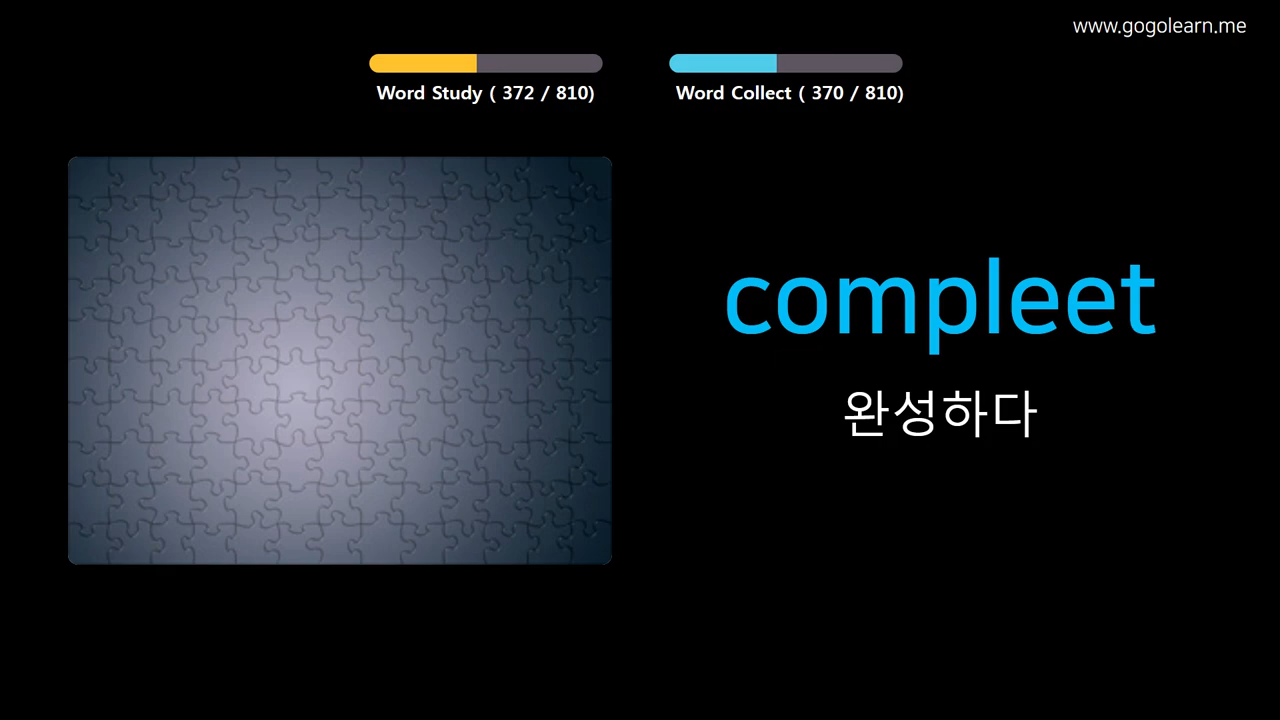 www.gogolearn.me
Word Study ( 372 / 810)
Word Collect ( 370 / 810)
compleet
완성하다